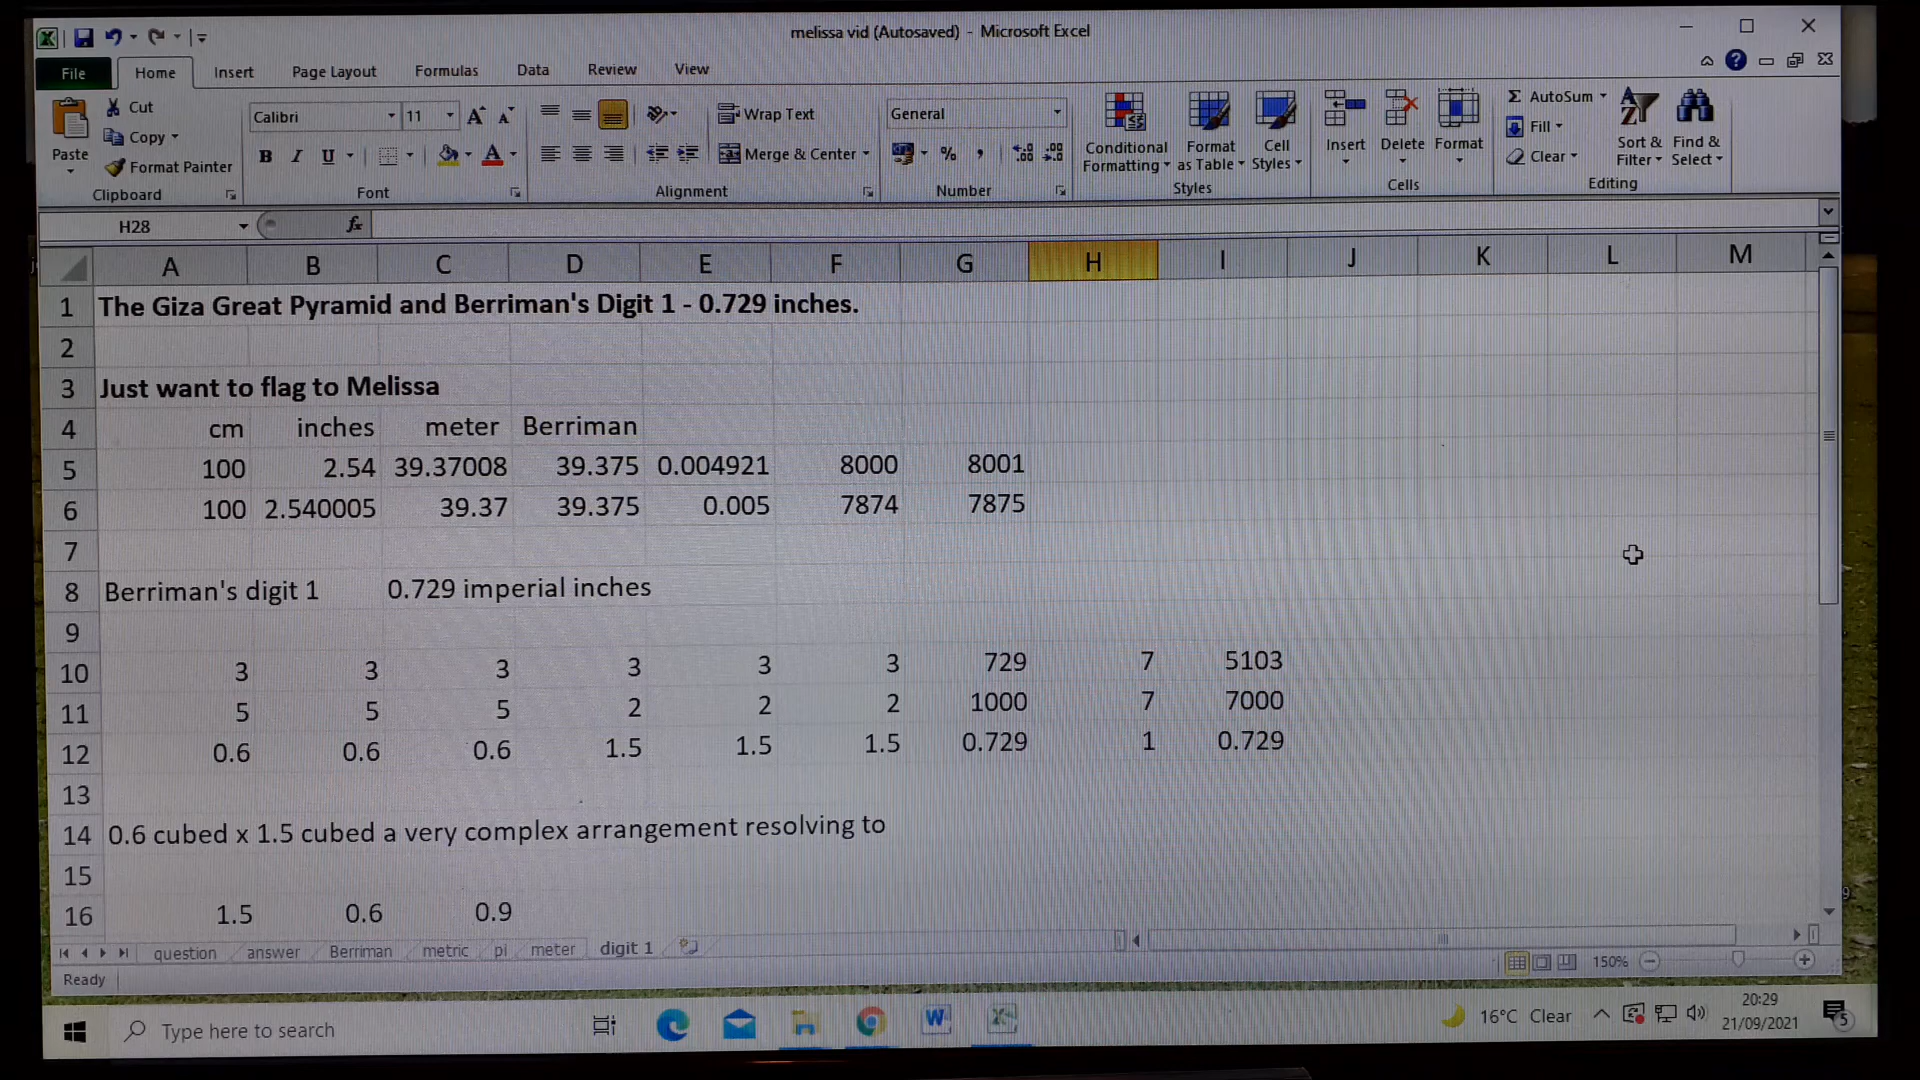 melissa vid (Autosaved) - Microsoft Excel
File Home Insert Page Layout Formulas Data Review View
Cut
Copy
Format Painter
Paste
Clipboard
Calibri 11
B I U
Font
Wrap Text
Merge & Center
Alignment
General
%
Number
Conditional Formatting
Format as Table
Cell Styles
Styles
Insert Delete Format
Cells
Σ AutoSum
Fill
Clear
Sort & Filter
Find & Select
Editing
H28 fx
A B C D E F G H I J K L M
1 The Giza Great Pyramid and Berriman's Digit 1 - 0.729 inches.
2
3 Just want to flag to Melissa
4 cm inches meter Berriman
5 100 2.54 39.37008 39.375 0.004921 8000 8001
6 100 2.540005 39.37 39.375 0.005 7874 7875
7
8 Berriman's digit 1 0.729 imperial inches
9
10 3 3 3 3 3 3 729 7 5103
11 5 5 5 2 2 2 1000 7 7000
12 0.6 0.6 0.6 1.5 1.5 1.5 0.729 1 0.729
13
14 0.6 cubed x 1.5 cubed a very complex arrangement resolving to
15
16 1.5 0.6 0.9
question answer Berriman metric pi meter digit 1
Ready 150%
Type here to search
16°C Clear
20:29
21/09/2021
5